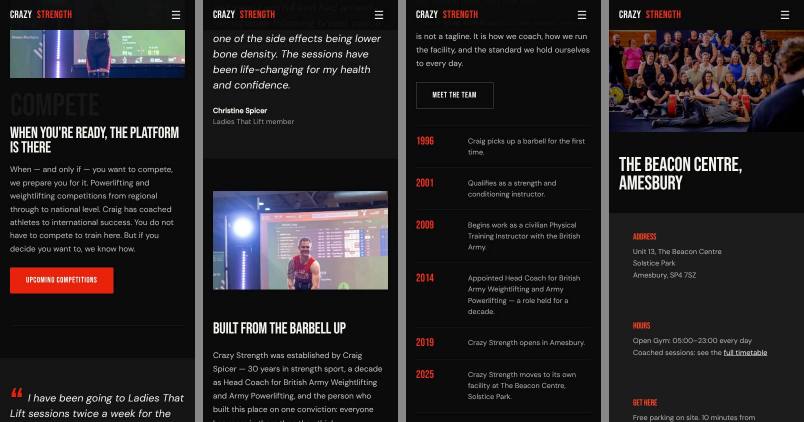 CRAZY STRENGTH
COMPETE
WHEN YOU'RE READY, THE PLATFORM
IS THERE
When — and only if — you want to compete,
we prepare you for it. Powerlifting and
weightlifting competitions from regional
through to national level. Craig has coached
athletes to international success. You do not
have to compete to train here. But if you
decide you want to, we know how.
UPCOMING COMPETITIONS
“ I have been going to Ladies That
Lift sessions twice a week for the
CRAZY STRENGTH
one of the side effects being lower
bone density. The sessions have
been life-changing for my health
and confidence.
Christine Spicer
Ladies That Lift member
BUILT FROM THE BARBELL UP
Crazy Strength was established by Craig
Spicer — 30 years in strength sport, a decade
as Head Coach for British Army Weightlifting
and Army Powerlifting, and the person who
built this place on one conviction: everyone
CRAZY STRENGTH
is not a tagline. It is how we coach, how we run
the facility, and the standard we hold ourselves
to every day.
MEET THE TEAM
1996 Craig picks up a barbell for the first
time.
2001 Qualifies as a strength and
conditioning instructor.
2009 Begins work as a civilian Physical
Training Instructor with the British
Army.
2014 Appointed Head Coach for British
Army Weightlifting and Army
Powerlifting — a role held for a
decade.
2019 Crazy Strength opens in Amesbury.
2025 Crazy Strength moves to its own
facility at The Beacon Centre,
Solstice Park.
CRAZY STRENGTH
THE BEACON CENTRE,
AMESBURY
ADDRESS
Unit 13, The Beacon Centre
Solstice Park
Amesbury, SP4 7SZ
HOURS
Open Gym: 05:00–23:00 every day
Coached sessions: see the full timetable
GET HERE
Free parking on site. 10 minutes from